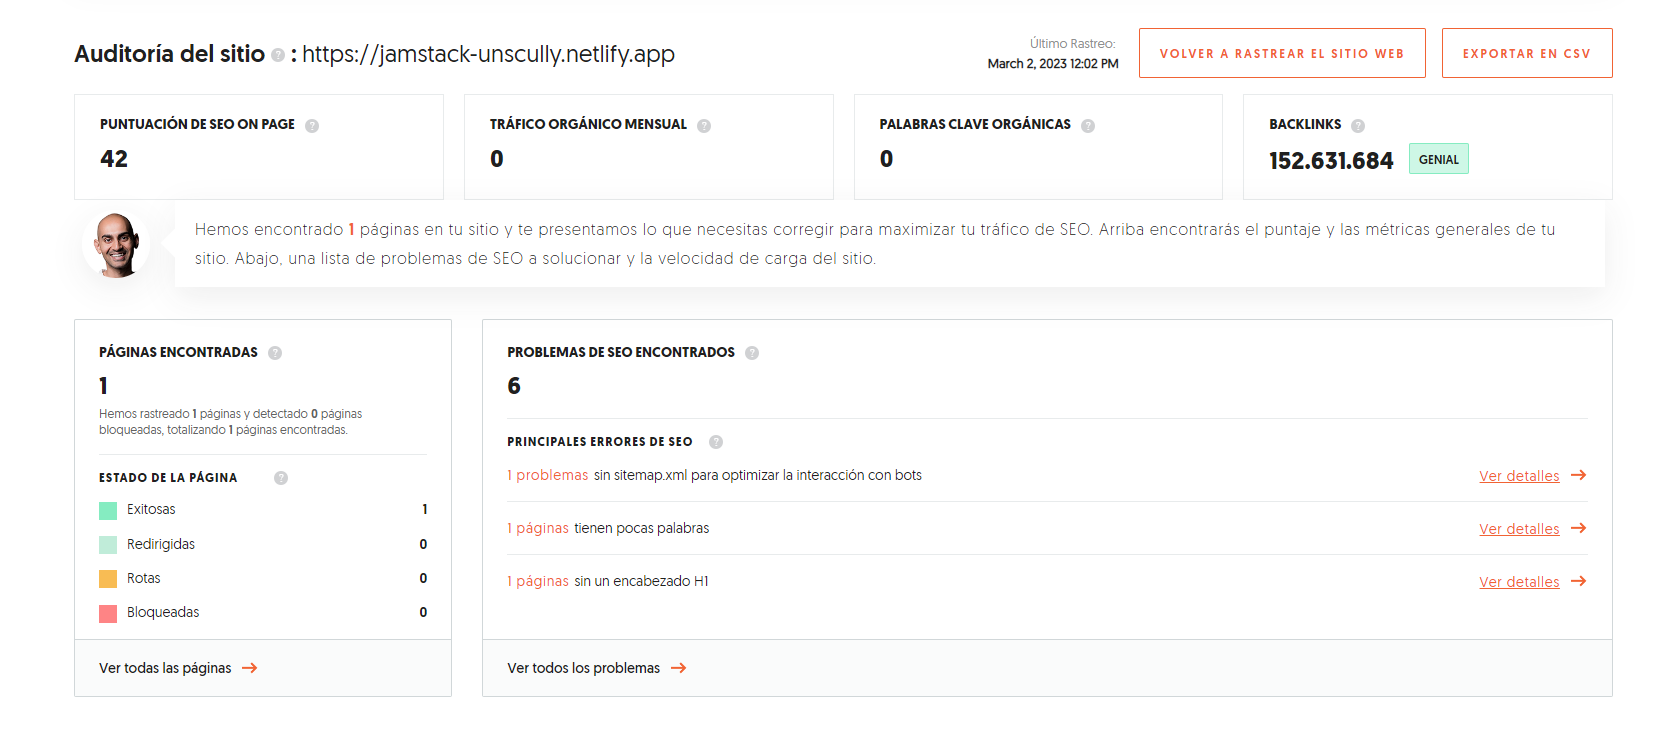 Auditoría del sitio ? : https://jamstack-unscully.netlify.app
Último Rastreo:
March 2, 2023 12:02 PM
VOLVER A RASTREAR EL SITIO WEB
EXPORTAR EN CSV
PUNTUACIÓN DE SEO ON PAGE ?
42
TRÁFICO ORGÁNICO MENSUAL ?
0
PALABRAS CLAVE ORGÁNICAS ?
0
BACKLINKS ?
152.631.684 GENIAL
Hemos encontrado 1 páginas en tu sitio y te presentamos lo que necesitas corregir para maximizar tu tráfico de SEO. Arriba encontrarás el puntaje y las métricas generales de tu
sitio. Abajo, una lista de problemas de SEO a solucionar y la velocidad de carga del sitio.
PÁGINAS ENCONTRADAS ?
1
Hemos rastreado 1 páginas y detectado 0 páginas
bloqueadas, totalizando 1 páginas encontradas.
ESTADO DE LA PÁGINA ?
Exitosas 1
Redirigidas 0
Rotas 0
Bloqueadas 0
Ver todas las páginas →
PROBLEMAS DE SEO ENCONTRADOS ?
6
PRINCIPALES ERRORES DE SEO ?
1 problemas sin sitemap.xml para optimizar la interacción con bots Ver detalles →
1 páginas tienen pocas palabras Ver detalles →
1 páginas sin un encabezado H1 Ver detalles →
Ver todos los problemas →